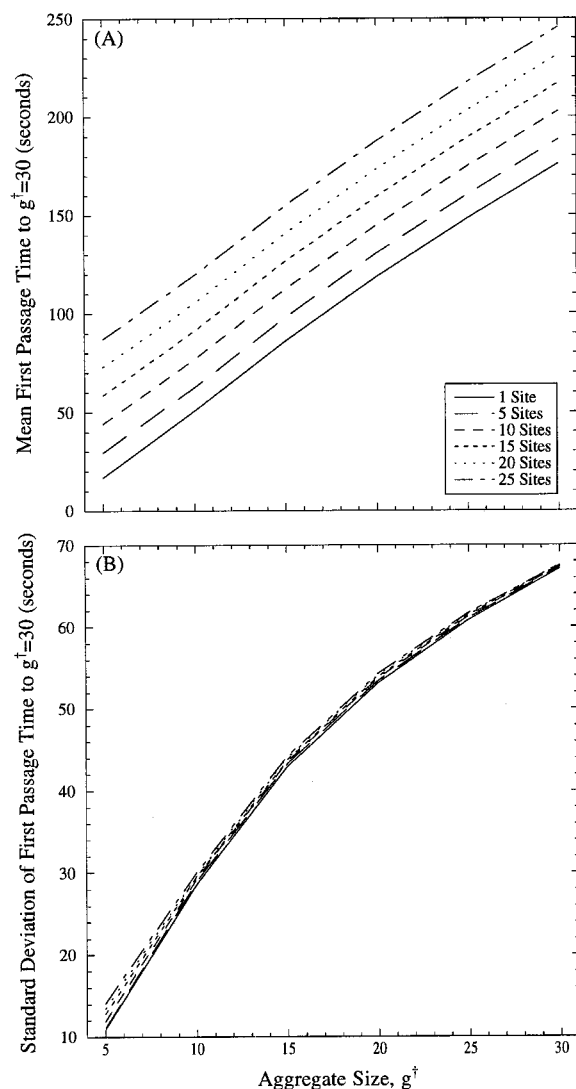 (A)
250
200
150
100
50
0
Mean First Passage Time to g†=30 (seconds)
1 Site
5 Sites
10 Sites
15 Sites
20 Sites
25 Sites
(B)
70
60
50
40
30
20
10
Standard Deviation of First Passage Time to g†=30 (seconds)
5 10 15 20 25 30
Aggregate Size, g†